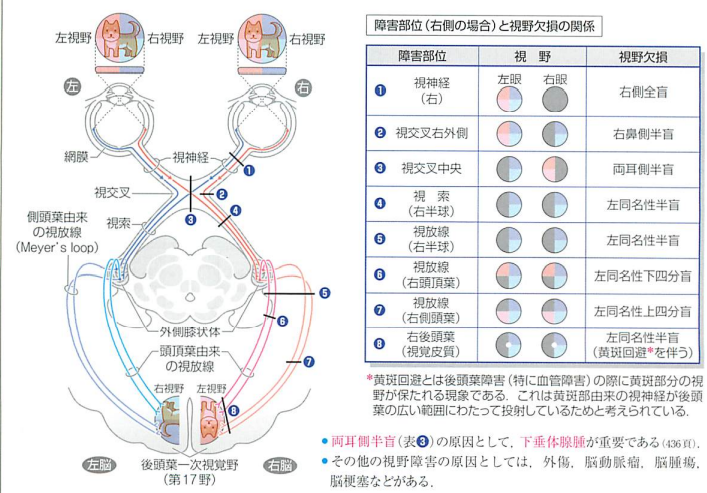 左視野
右視野
左視野
右視野
左
右
網膜
視神経
❶
視交叉
❷
❸
❹
側頭葉由来
の視放線
(Meyer's loop)
視索
❺
外側膝状体
❻
頭頂葉由来
の視放線
❼
右視野
左視野
❽
左脳
後頭葉一次視覚野
(第17野)
右脳
障害部位(右側の場合)と視野欠損の関係
障害部位 視 野 視野欠損
左眼 右眼
❶ 視神経
(右)
右側全盲
❷ 視交叉右外側 右鼻側半盲
❸ 視交叉中央 両耳側半盲
❹ 視 索
(右半球)
左同名性半盲
❺ 視放線
(右半球)
左同名性半盲
❻ 視放線
(右頭頂葉)
左同名性下四分盲
❼ 視放線
(右側頭葉)
左同名性上四分盲
❽ 右後頭葉
(視覚皮質)
左同名性半盲
(黄斑回避*を伴う)
*黄斑回避とは後頭葉障害(特に血管障害)の際に黄斑部分の視
野が保たれる現象である. これは黄斑部由来の視神経が後頭
葉の広い範囲にわたって投射しているためと考えられている.
● 両耳側半盲(表❸)の原因として, 下垂体腺腫が重要である(436頁).
● その他の視野障害の原因としては, 外傷, 脳動脈瘤, 脳腫瘍,
脳梗塞などがある.